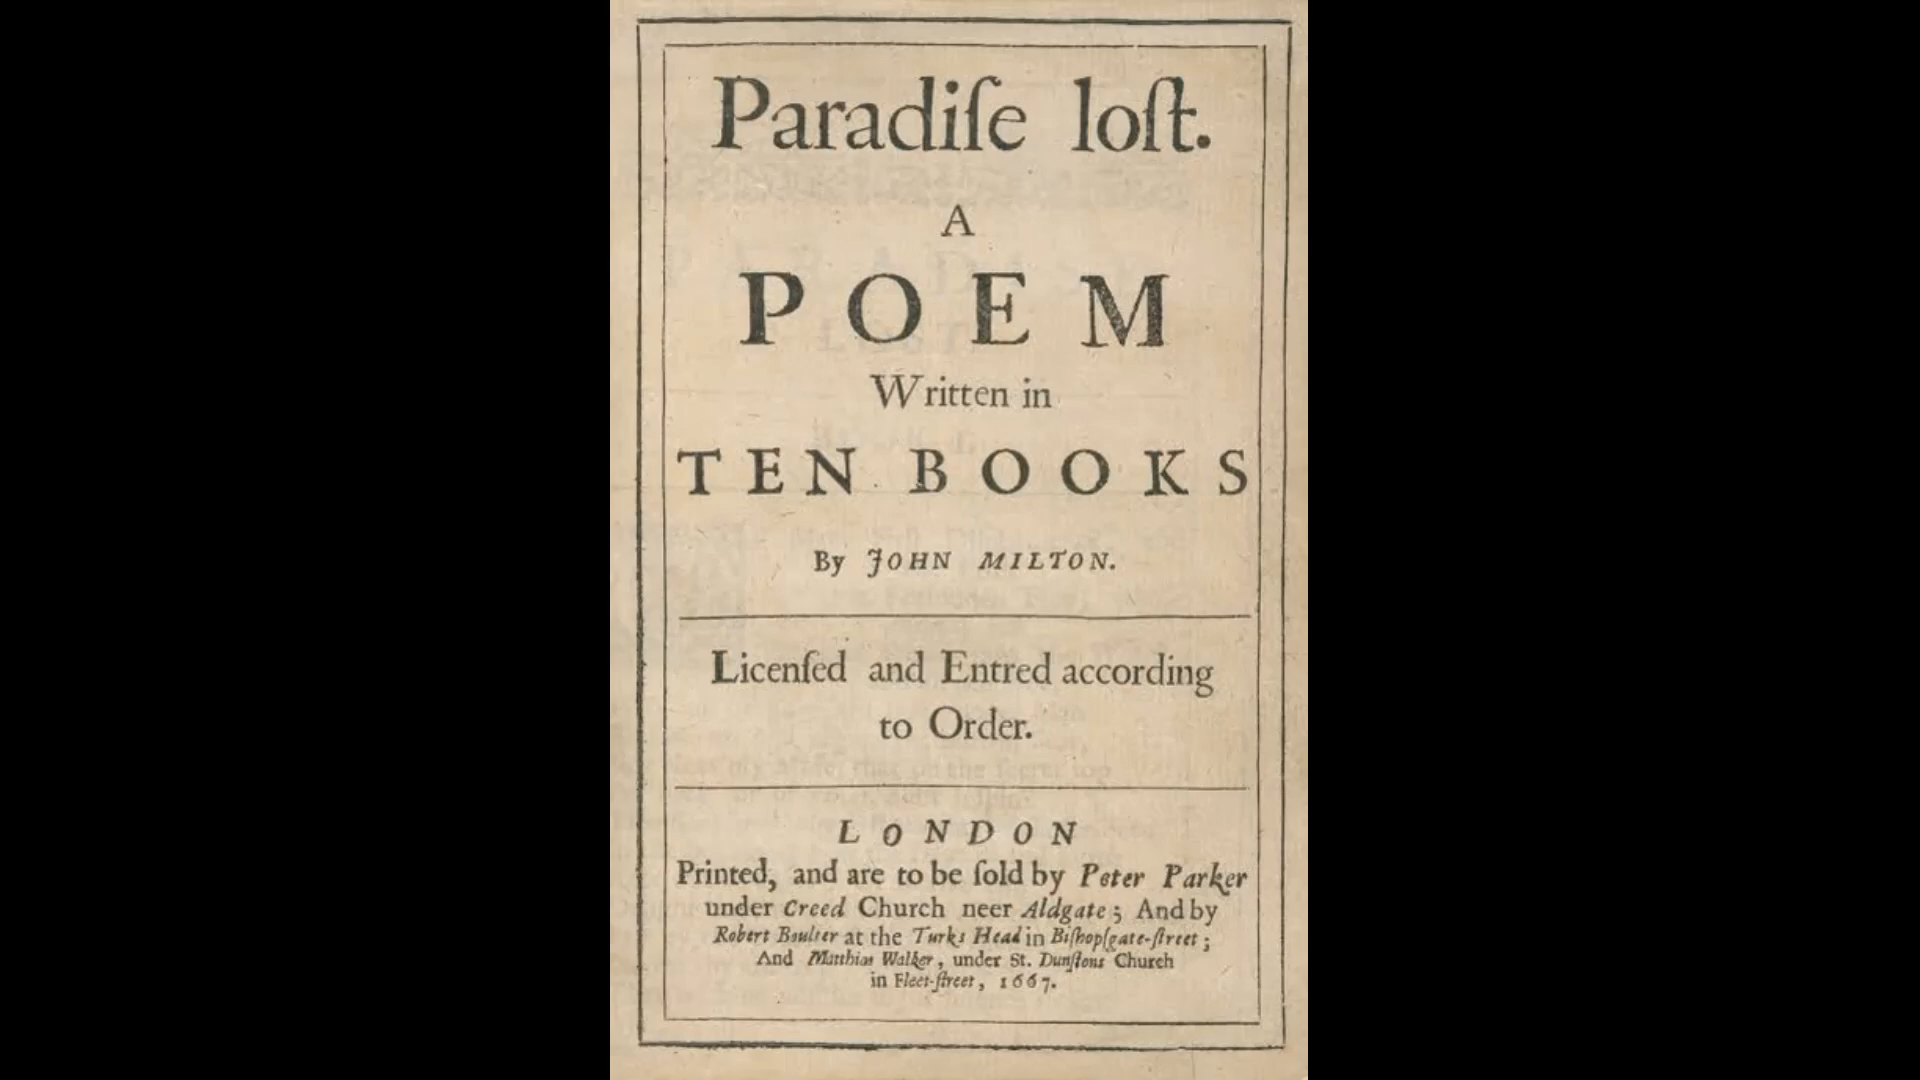 Paradiſe loſt.
A
POEM
Written in
TEN BOOKS
By JOHN MILTON.
Licenſed and Entred according
to Order.
LONDON
Printed, and are to be ſold by Peter Parker
under Creed Church neer Aldgate; And by
Robert Boulter at the Turks Head in Biſhopſgate-ſtreet;
And Matthias Walker, under St. Dunſtons Church
in Fleet-ſtreet, 1667.